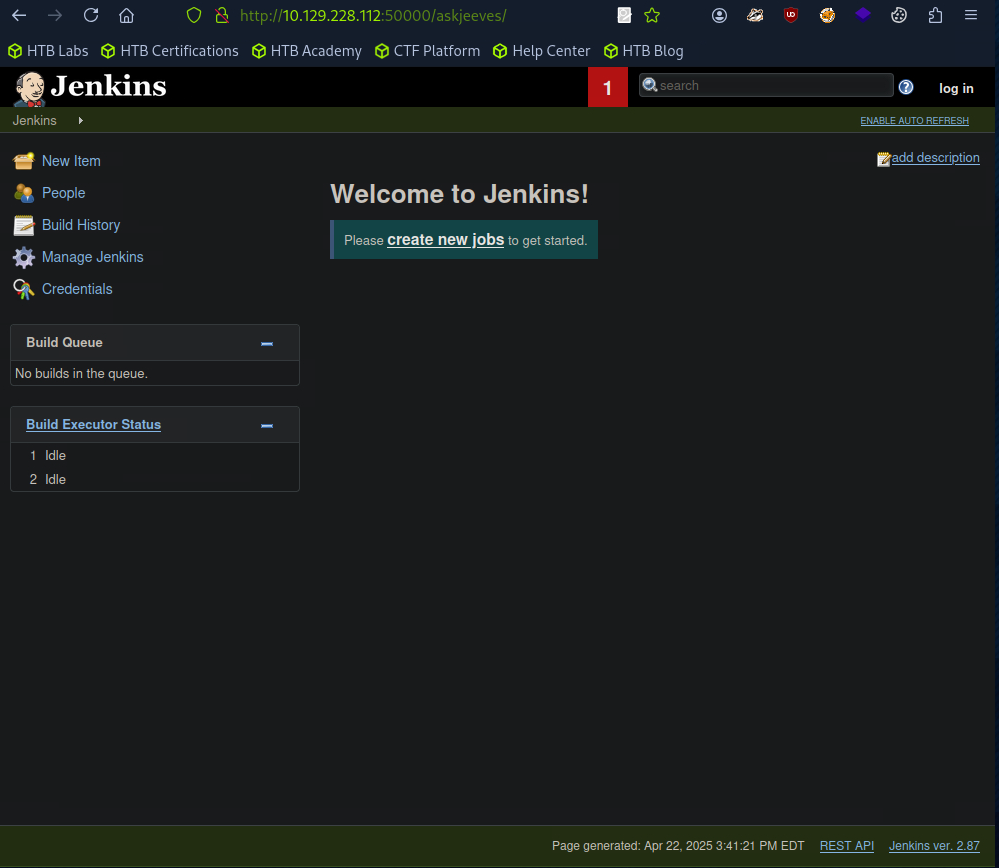 http://10.129.228.112:50000/askjeeves/
HTB Labs HTB Certifications HTB Academy CTF Platform Help Center HTB Blog
Jenkins 1 search ? log in
Jenkins ENABLE AUTO REFRESH
add description
New Item
People
Build History
Manage Jenkins
Credentials
Welcome to Jenkins!
Please create new jobs to get started.
Build Queue
No builds in the queue.
Build Executor Status
1 Idle
2 Idle
Page generated: Apr 22, 2025 3:41:21 PM EDT REST API Jenkins ver. 2.87